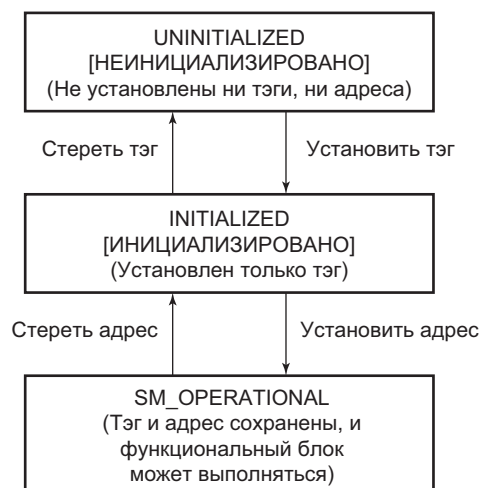 UNINITIALIZED
[НЕИНИЦИАЛИЗИРОВАНО]
(Не установлены ни тэги, ни адреса)
Стереть тэг
Установить тэг
INITIALIZED
[ИНИЦИАЛИЗИРОВАНО]
(Установлен только тэг)
Стереть адрес
Установить адрес
SM_OPERATIONAL
(Тэг и адрес сохранены, и
функциональный блок
может выполняться)